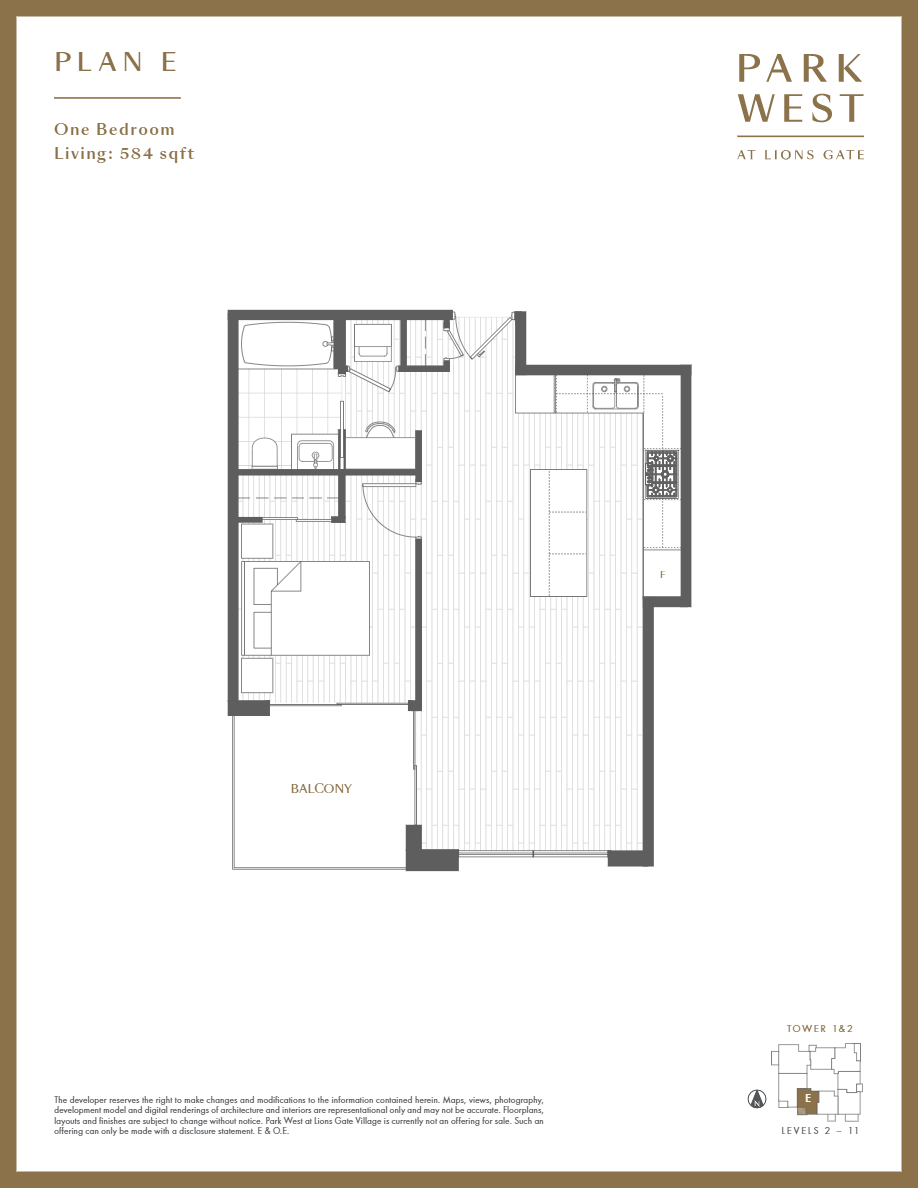 PLAN E
One Bedroom
Living: 584 sqft
PARK
WEST
AT LIONS GATE
F
BALCONY
TOWER 1&2
E
N
LEVELS 2 – 11
The developer reserves the right to make changes and modifications to the information contained herein. Maps, views, photography,
development model and digital renderings of architecture and interiors are representational only and may not be accurate. Floorplans,
layouts and finishes are subject to change without notice. Park West at Lions Gate Village is currently not an offering for sale. Such an
offering can only be made with a disclosure statement. E & O.E.